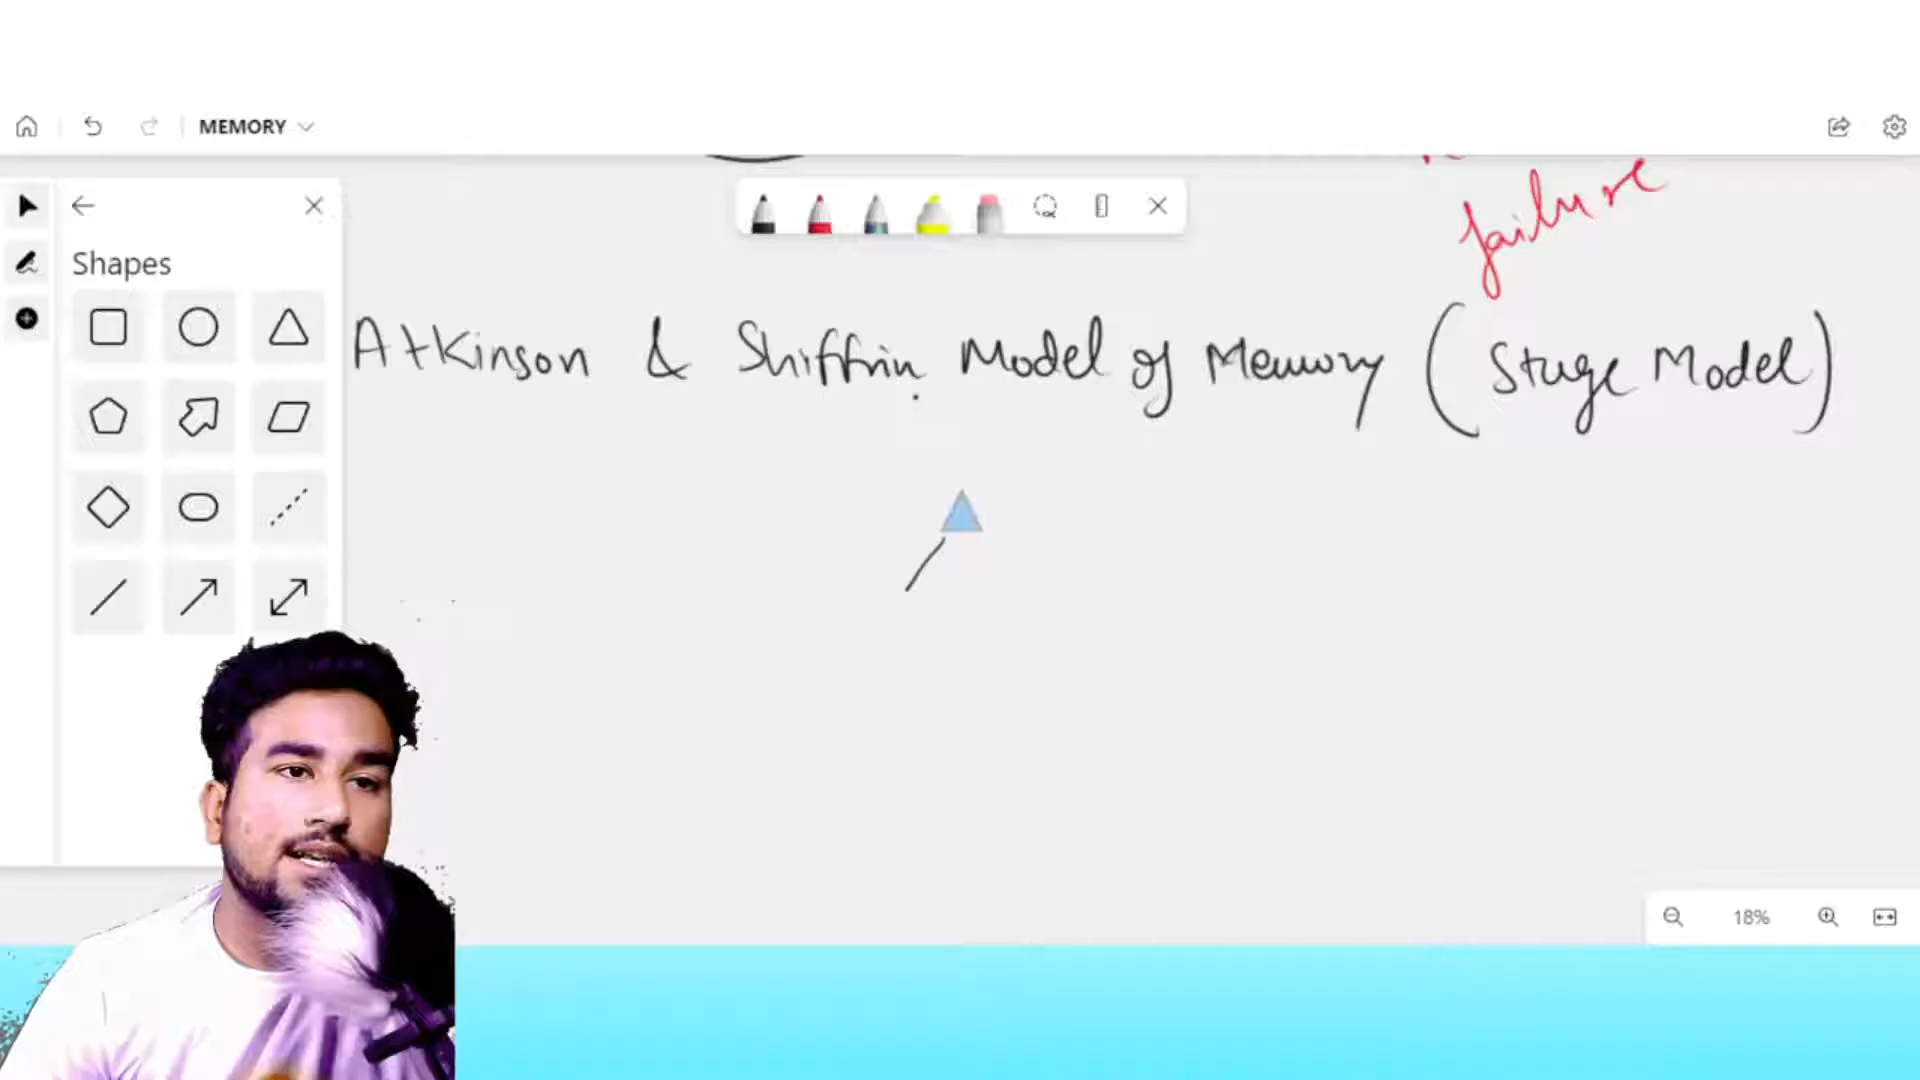 MEMORY
failure
Shapes
Atkinson & Shiffrin Model of Memory (Stage Model)
18%